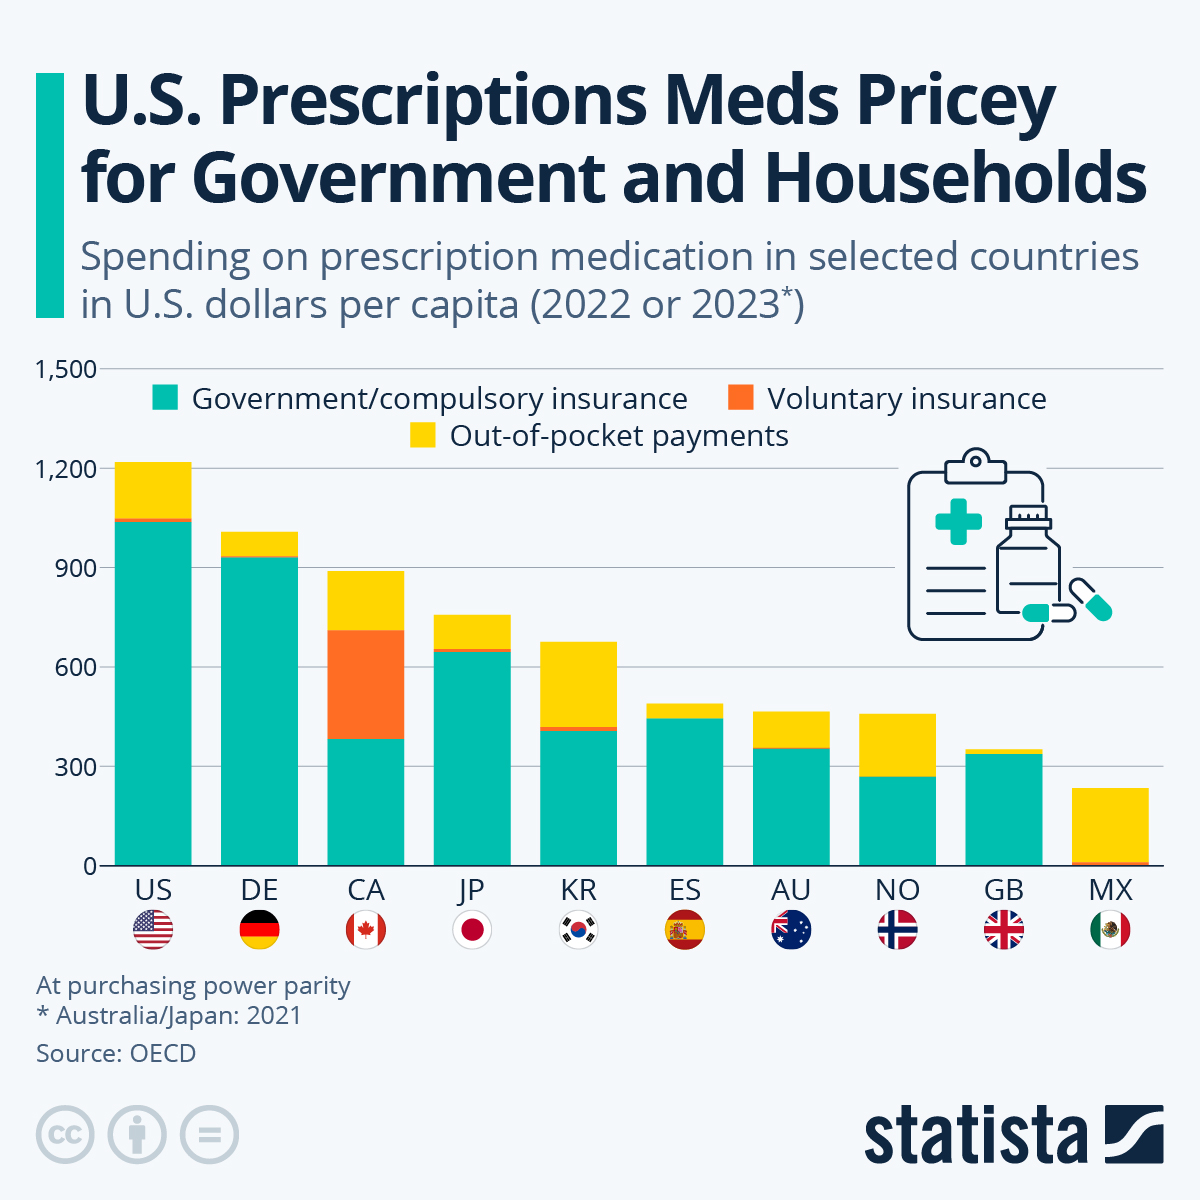 U.S. Prescriptions Meds Pricey
for Government and Households
Spending on prescription medication in selected countries
in U.S. dollars per capita (2022 or 2023*)
1,500
Government/compulsory insurance Voluntary insurance
Out-of-pocket payments
1,200
900
600
300
0
US DE CA JP KR ES AU NO GB MX
At purchasing power parity
* Australia/Japan: 2021
Source: OECD
cc
statista